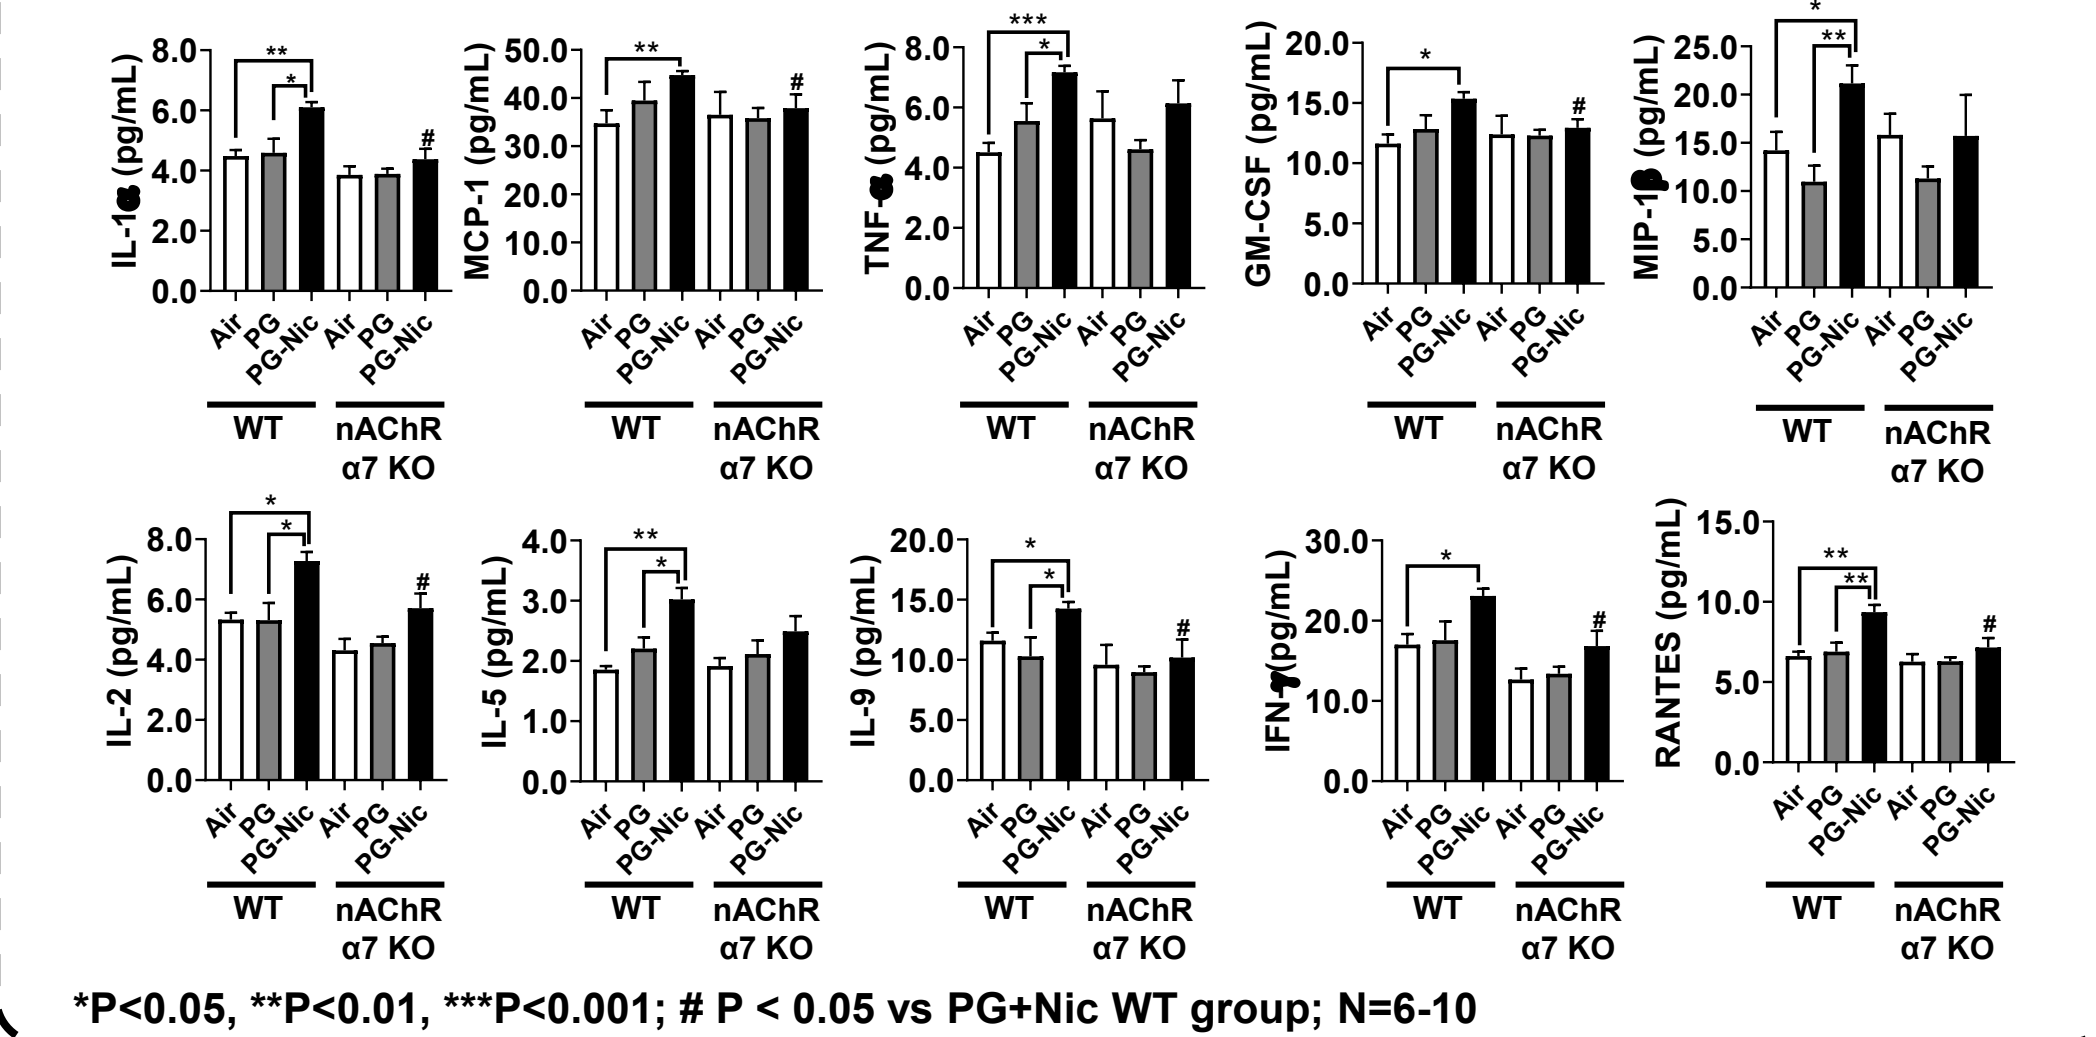 IL-1α (pg/mL)
8.0
6.0
4.0
2.0
0.0
**
*
#
Air
PG
PG-Nic
Air
PG
PG-Nic
WT
nAChR
α7 KO
MCP-1 (pg/mL)
50.0
40.0
30.0
20.0
10.0
0.0
**
#
Air
PG
PG-Nic
Air
PG
PG-Nic
WT
nAChR
α7 KO
TNF-α (pg/mL)
8.0
6.0
4.0
2.0
0.0
***
*
Air
PG
PG-Nic
Air
PG
PG-Nic
WT
nAChR
α7 KO
GM-CSF (pg/mL)
20.0
15.0
10.0
5.0
0.0
*
#
Air
PG
PG-Nic
Air
PG
PG-Nic
WT
nAChR
α7 KO
MIP-1β (pg/mL)
25.0
20.0
15.0
10.0
5.0
0.0
*
**
Air
PG
PG-Nic
Air
PG
PG-Nic
WT
nAChR
α7 KO
IL-2 (pg/mL)
8.0
6.0
4.0
2.0
0.0
*
*
#
Air
PG
PG-Nic
Air
PG
PG-Nic
WT
nAChR
α7 KO
IL-5 (pg/mL)
4.0
3.0
2.0
1.0
0.0
**
*
Air
PG
PG-Nic
Air
PG
PG-Nic
WT
nAChR
α7 KO
IL-9 (pg/mL)
20.0
15.0
10.0
5.0
0.0
*
*
#
Air
PG
PG-Nic
Air
PG
PG-Nic
WT
nAChR
α7 KO
IFN-γ(pg/mL)
30.0
20.0
10.0
0.0
*
#
Air
PG
PG-Nic
Air
PG
PG-Nic
WT
nAChR
α7 KO
RANTES (pg/mL)
15.0
10.0
5.0
0.0
**
**
#
Air
PG
PG-Nic
Air
PG
PG-Nic
WT
nAChR
α7 KO
*P<0.05, **P<0.01, ***P<0.001; # P < 0.05 vs PG+Nic WT group; N=6-10